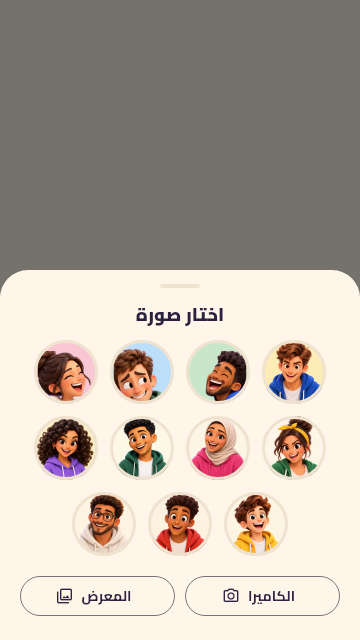 اختار صورة
الكاميرا
المعرض